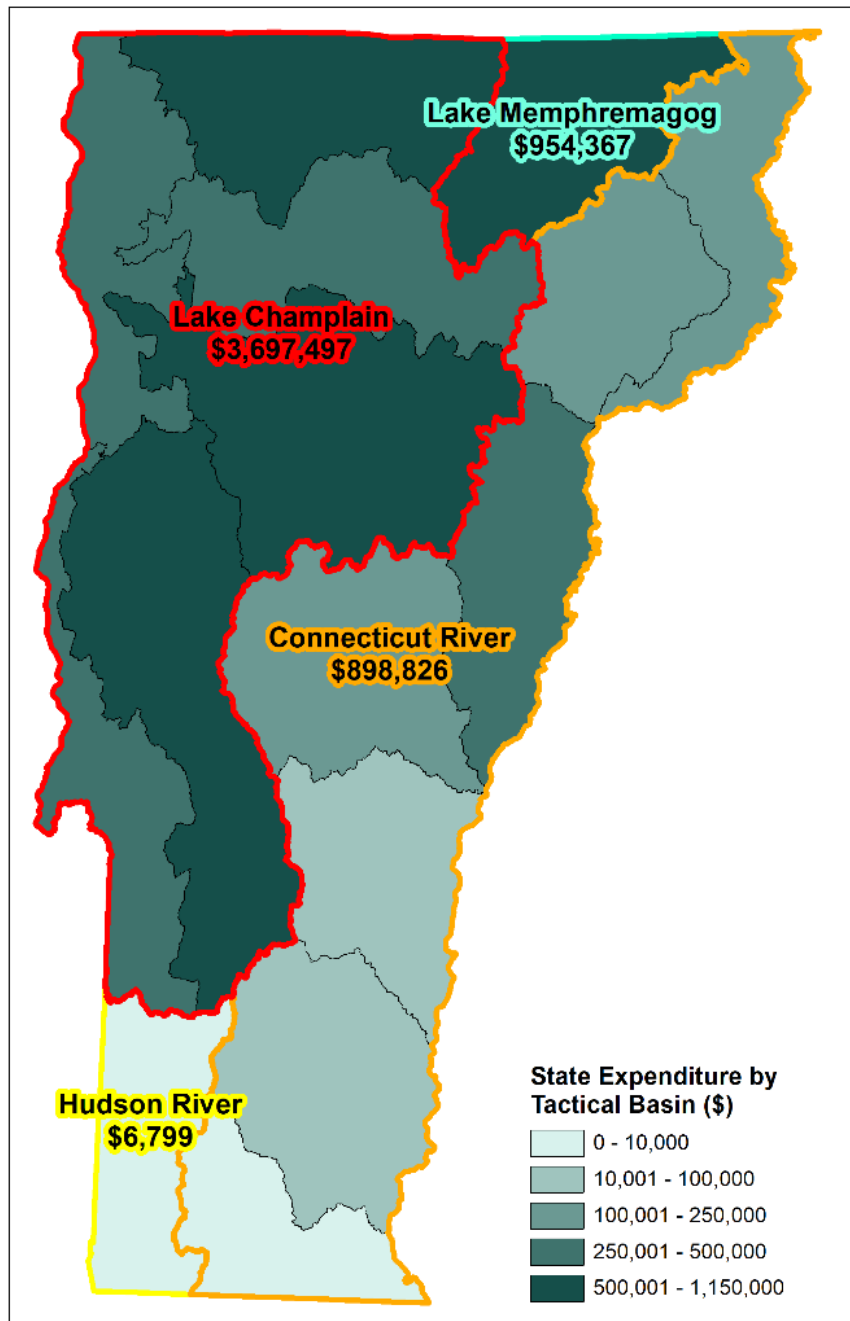 Lake Memphremagog
$954,367
Lake Champlain
$3,697,497
Connecticut River
$898,826
Hudson River
$6,799
State Expenditure by
Tactical Basin ($)
0 - 10,000
10,001 - 100,000
100,001 - 250,000
250,001 - 500,000
500,001 - 1,150,000